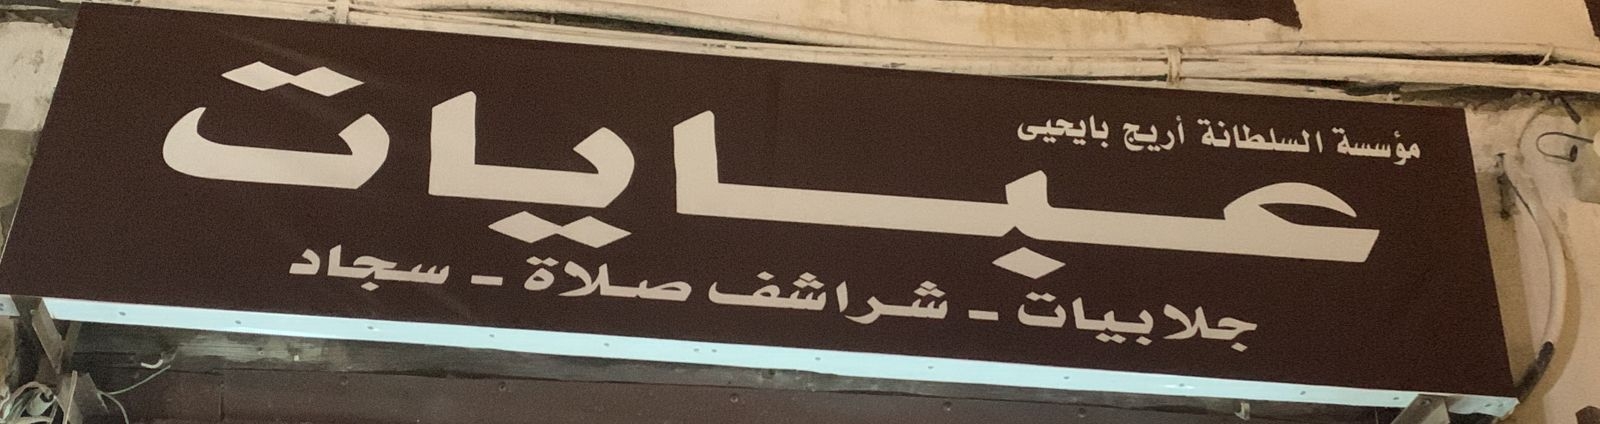 مؤسسة السلطانة أريج بايحيى
عبايات
جلابيات - شراشف صلاة - سجاد